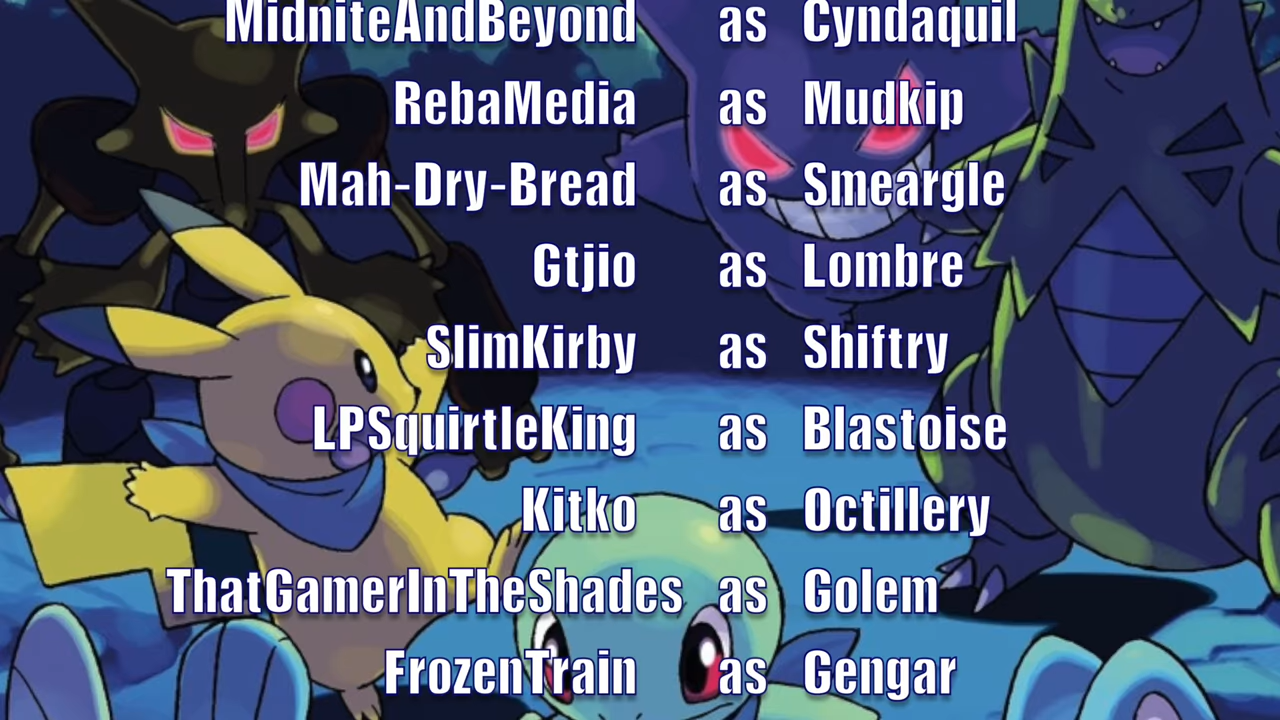 MidniteAndBeyond as Cyndaquil
RebaMedia as Mudkip
Mah-Dry-Bread as Smeargle
Gtjio as Lombre
SlimKirby as Shiftry
LPSquirtleKing as Blastoise
Kitko as Octillery
ThatGamerInTheShades as Golem
FrozenTrain as Gengar